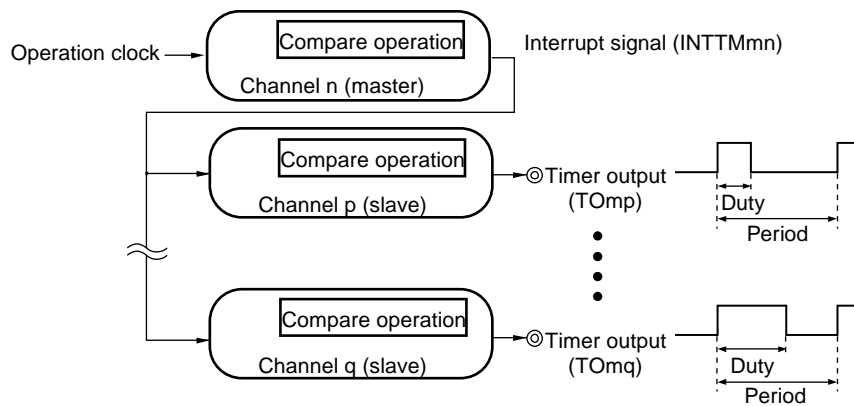 Compare operation
Operation clock
Interrupt signal (INTTMmn)
Channel n (master)
Compare operation
Channel p (slave)
Timer output
(TOmp)
Duty
Period
Compare operation
Channel q (slave)
Timer output
(TOmq)
Duty
Period